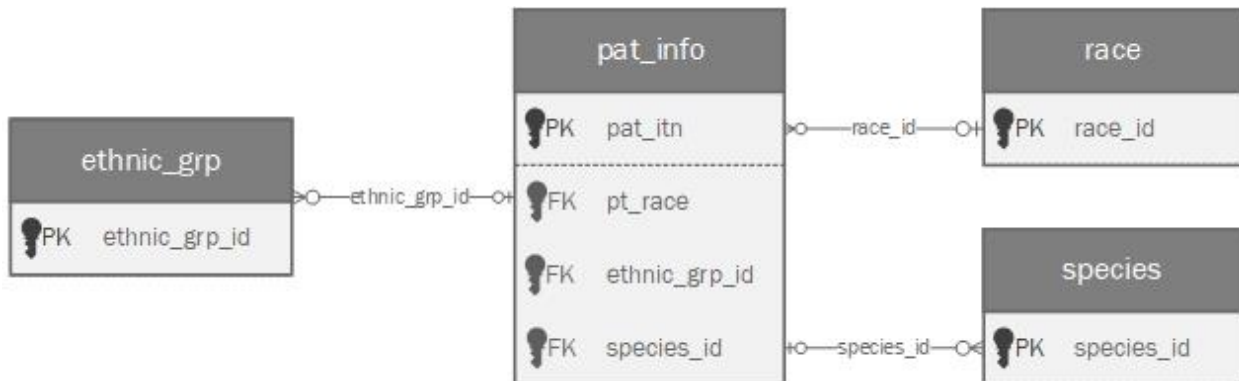 ethnic_grp
PK ethnic_grp_id
ethnic_grp_id
pat_info
PK pat_itn
FK pt_race
FK ethnic_grp_id
FK species_id
race_id
race
PK race_id
species_id
species
PK species_id